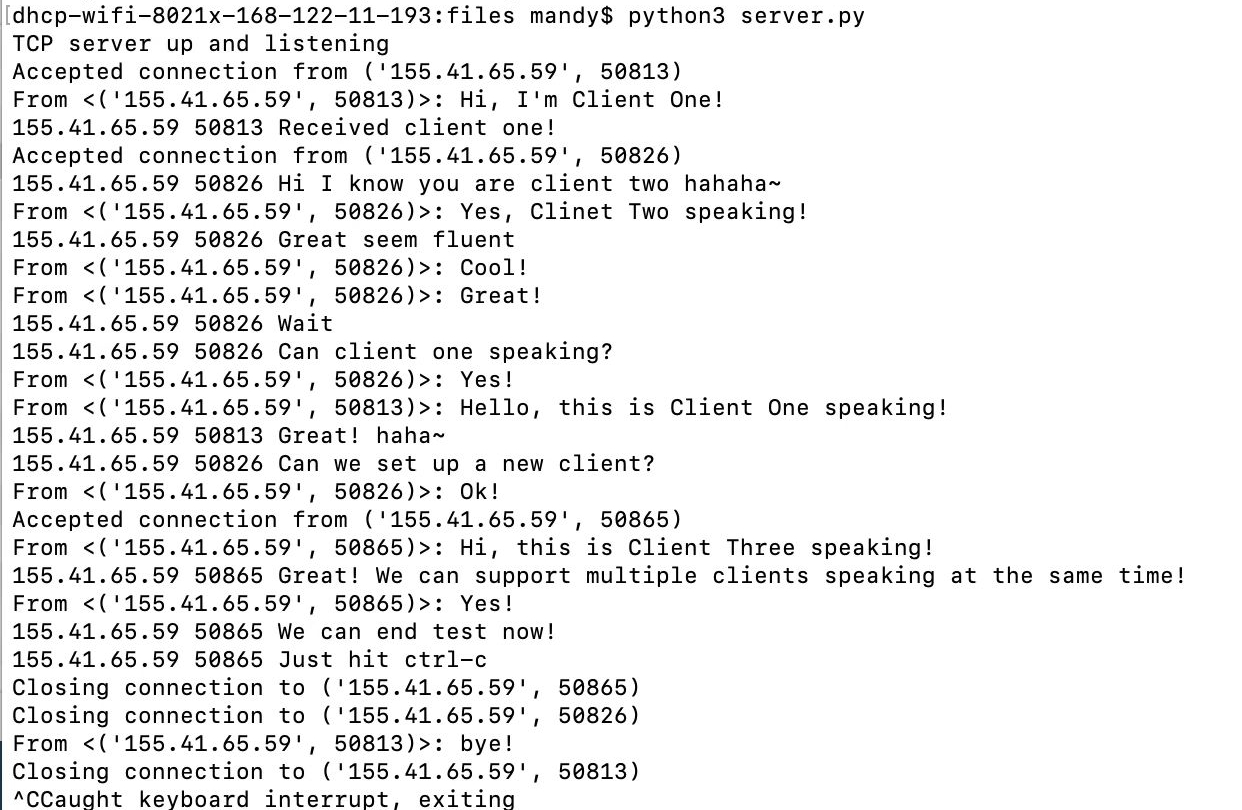 [dhcp-wifi-8021x-168-122-11-193:files mandy$ python3 server.py
TCP server up and listening
Accepted connection from ('155.41.65.59', 50813)
From <('155.41.65.59', 50813)>: Hi, I'm Client One!
155.41.65.59 50813 Received client one!
Accepted connection from ('155.41.65.59', 50826)
155.41.65.59 50826 Hi I know you are client two hahaha~
From <('155.41.65.59', 50826)>: Yes, Clinet Two speaking!
155.41.65.59 50826 Great seem fluent
From <('155.41.65.59', 50826)>: Cool!
From <('155.41.65.59', 50826)>: Great!
155.41.65.59 50826 Wait
155.41.65.59 50826 Can client one speaking?
From <('155.41.65.59', 50826)>: Yes!
From <('155.41.65.59', 50813)>: Hello, this is Client One speaking!
155.41.65.59 50813 Great! haha~
155.41.65.59 50826 Can we set up a new client?
From <('155.41.65.59', 50826)>: Ok!
Accepted connection from ('155.41.65.59', 50865)
From <('155.41.65.59', 50865)>: Hi, this is Client Three speaking!
155.41.65.59 50865 Great! We can support multiple clients speaking at the same time!
From <('155.41.65.59', 50865)>: Yes!
155.41.65.59 50865 We can end test now!
155.41.65.59 50865 Just hit ctrl-c
Closing connection to ('155.41.65.59', 50865)
Closing connection to ('155.41.65.59', 50826)
From <('155.41.65.59', 50813)>: bye!
Closing connection to ('155.41.65.59', 50813)
^CCaught keyboard interrupt, exiting